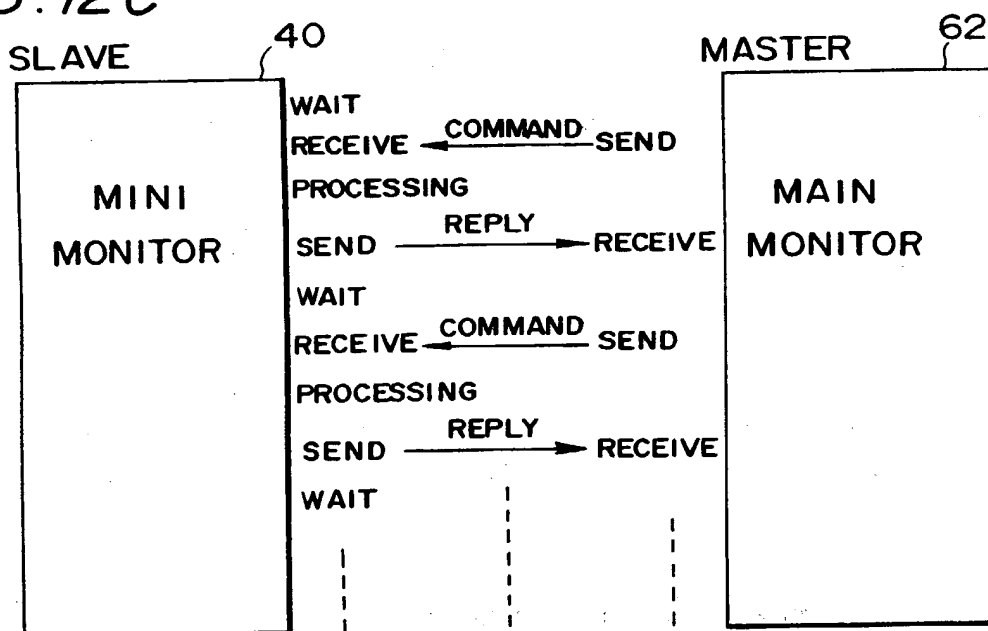 SLAVE
40
MASTER
62
MINI
MONITOR
WAIT
RECEIVE COMMAND SEND
PROCESSING
SEND REPLY RECEIVE
WAIT
RECEIVE COMMAND SEND
PROCESSING
SEND REPLY RECEIVE
WAIT
MAIN
MONITOR